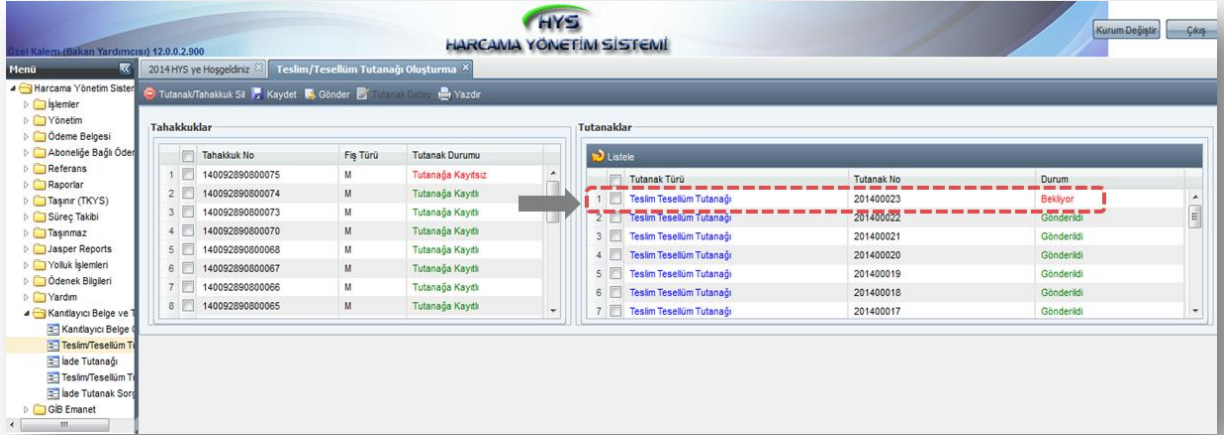 HYS
HARCAMA YÖNETİM SİSTEMİ
Özel Kalem (Bakan Yardımcısı) 12.0.0.2.900
Kurum Değiştir
Çıkış
Menü
2014 HYS ye Hoşgeldiniz
Teslim/Tesellüm Tutanağı Oluşturma
Tutanak/Tahakkuk Sil Kaydet Gönder Tutanak Detay Yazdır
Harcama Yönetim Sister
İşlemler
Yönetim
Ödeme Belgesi
Aboneliğe Bağlı Öder
Referans
Raporlar
Taşınır (TKYS)
Süreç Takibi
Taşınmaz
Jasper Reports
Yolluk İşlemleri
Ödenek Bilgileri
Yardım
Kanıtlayıcı Belge ve T
Kanıtlayıcı Belge
Teslim/Tesellüm T
İade Tutanağı
Teslim/Tesellüm T
İade Tutanak Sorg
GİB Emanet
Tahakkuklar
Tahakkuk No Fiş Türü Tutanak Durumu
1 140092890800075 M Tutanağa Kayıtsız
2 140092890800074 M Tutanağa Kayıtlı
3 140092890800073 M Tutanağa Kayıtlı
4 140092890800070 M Tutanağa Kayıtlı
5 140092890800068 M Tutanağa Kayıtlı
6 140092890800067 M Tutanağa Kayıtlı
7 140092890800066 M Tutanağa Kayıtlı
8 140092890800065 M Tutanağa Kayıtlı
Tutanaklar
Listele
Tutanak Türü Tutanak No Durum
1 Teslim Tesellüm Tutanağı 201400023 Bekliyor
2 Teslim Tesellüm Tutanağı 201400022 Gönderildi
3 Teslim Tesellüm Tutanağı 201400021 Gönderildi
4 Teslim Tesellüm Tutanağı 201400020 Gönderildi
5 Teslim Tesellüm Tutanağı 201400019 Gönderildi
6 Teslim Tesellüm Tutanağı 201400018 Gönderildi
7 Teslim Tesellüm Tutanağı 201400017 Gönderildi